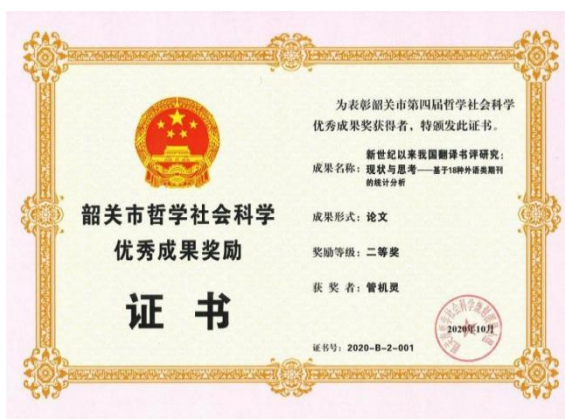 韶关市哲学社会科学
优秀成果奖励
证 书
为表彰韶关市第四届哲学社会科学
优秀成果奖获得者，特颁发此证书。
成果名称：新世纪以来我国翻译书评研究：
现状与思考——基于18种外语类期刊
的统计分析
成果形式：论文
奖励等级：二等奖
获 奖 者：管机灵
2020年10月
证书号：2020-B-2-001